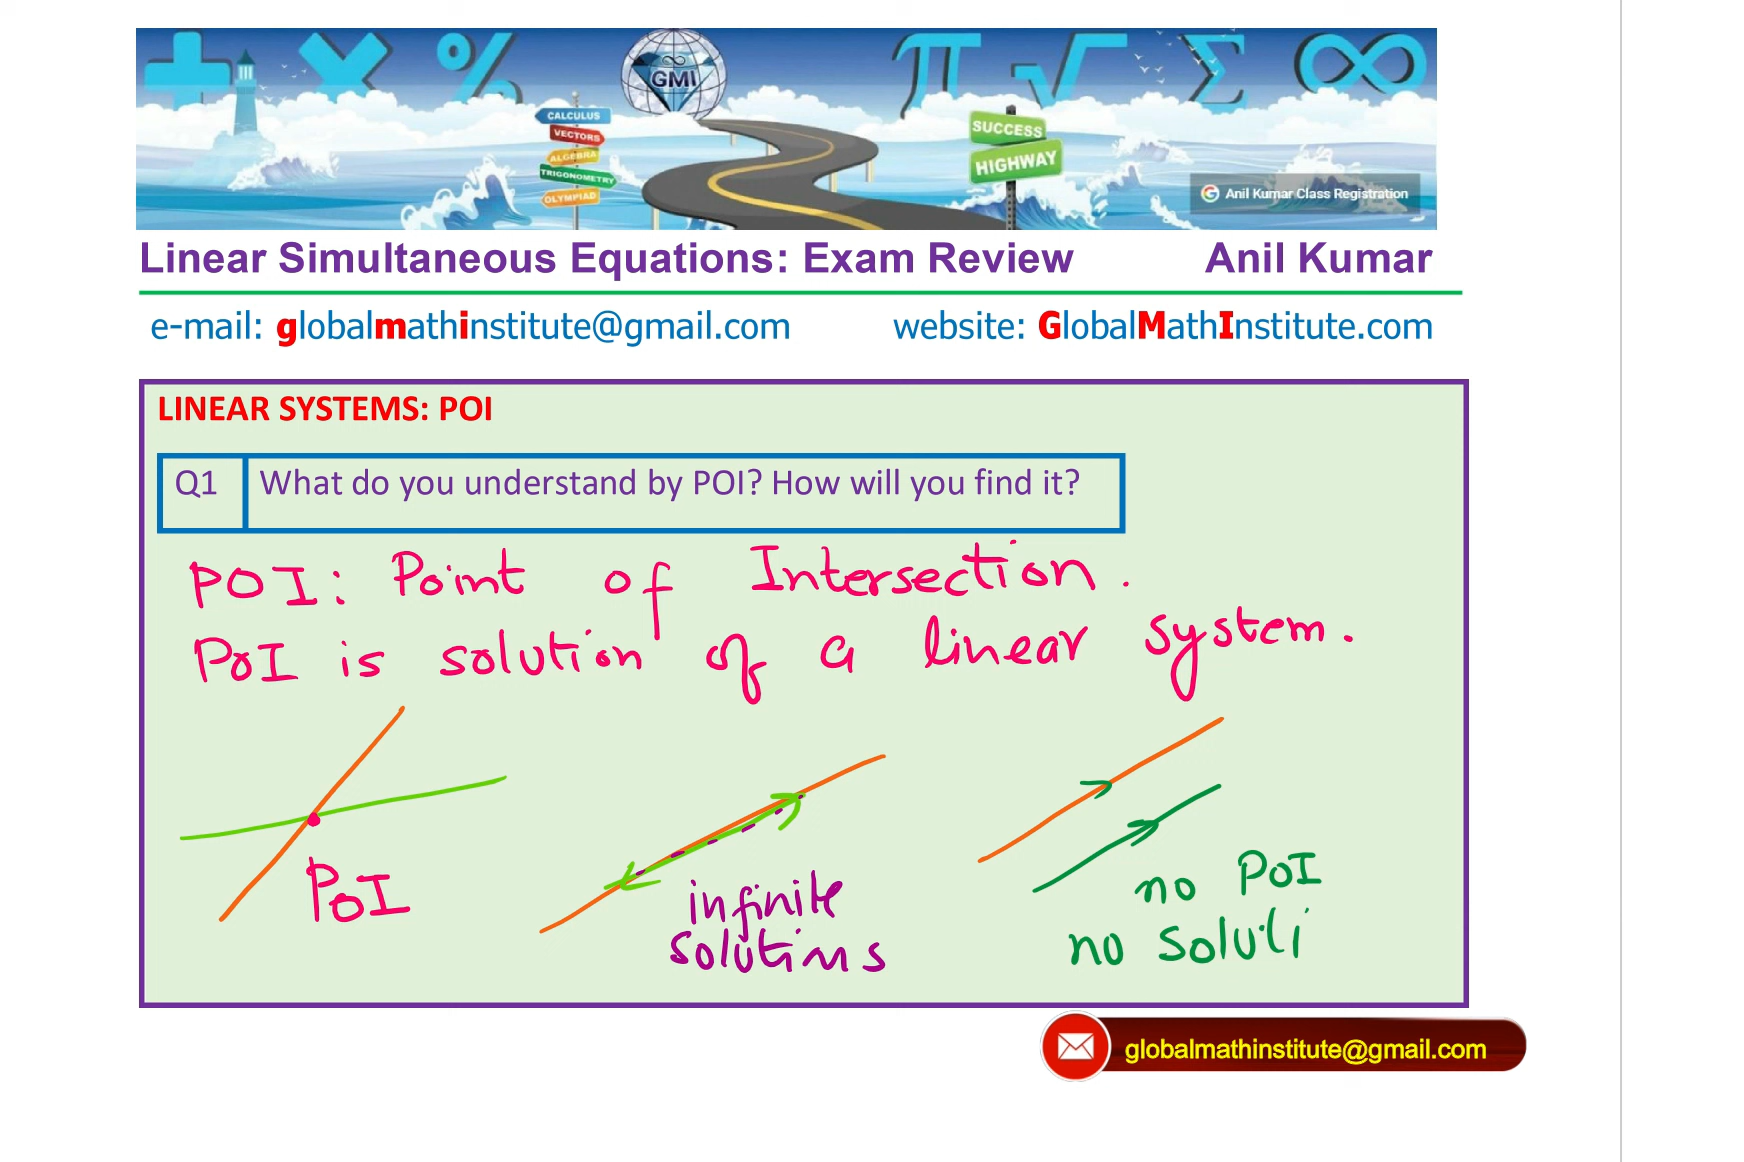 GMI
CALCULUS
VECTORS
ALGEBRA
TRIGONOMETRY
OLYMPIAD
SUCCESS
HIGHWAY
Anil Kumar Class Registration
Linear Simultaneous Equations: Exam Review Anil Kumar
e-mail: globalmathinstitute@gmail.com website: GlobalMathInstitute.com
LINEAR SYSTEMS: POI
Q1 What do you understand by POI? How will you find it?
POI: Point of Intersection.
POI is solution of a linear system.
POI
infinite
solutions
no POI
no soluti
globalmathinstitute@gmail.com